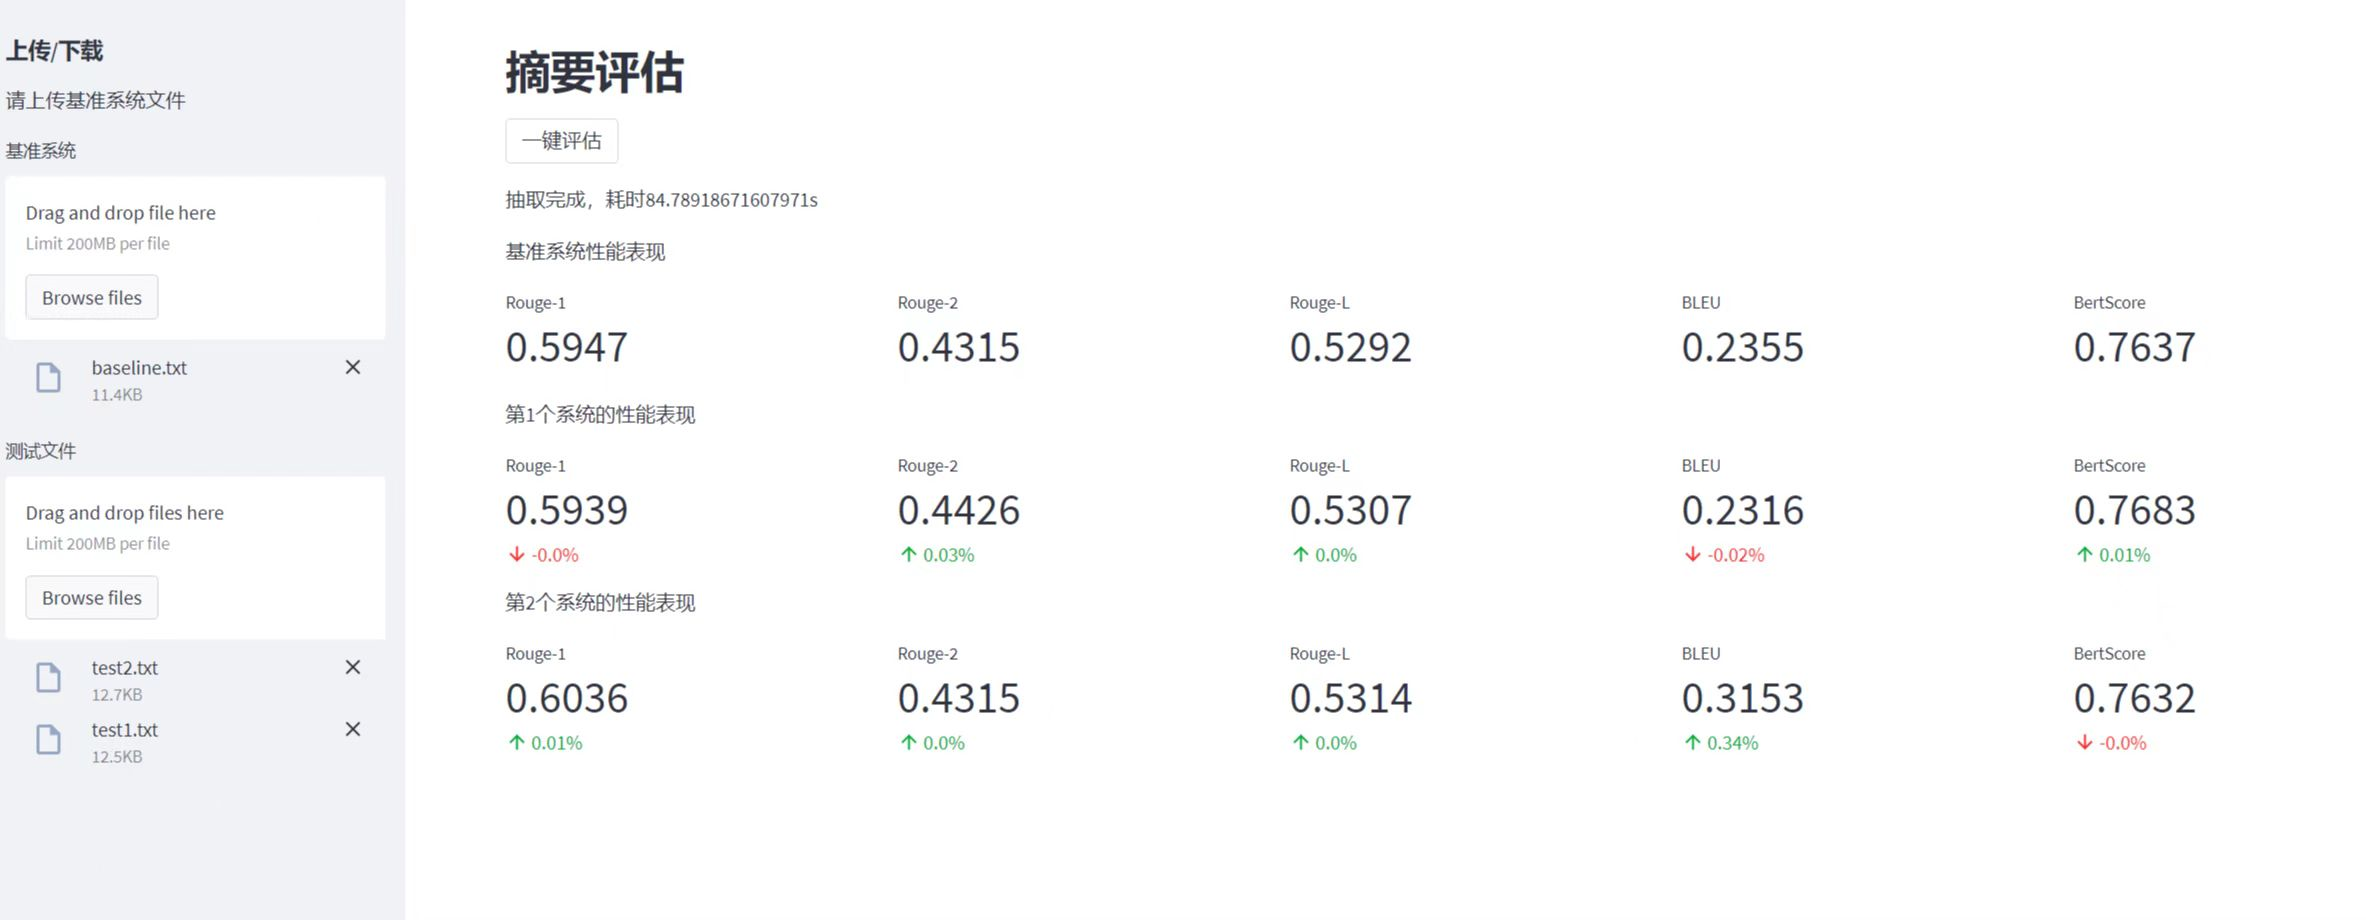 上传/下载
请上传基准系统文件
基准系统
Drag and drop file here
Limit 200MB per file
Browse files
baseline.txt
11.4KB
测试文件
Drag and drop files here
Limit 200MB per file
Browse files
test2.txt
12.7KB
test1.txt
12.5KB
摘要评估
一键评估
抽取完成，耗时84.78918671607971s
基准系统性能表现
Rouge-1 Rouge-2 Rouge-L BLEU BertScore
0.5947 0.4315 0.5292 0.2355 0.7637
第1个系统的性能表现
Rouge-1 Rouge-2 Rouge-L BLEU BertScore
0.5939 0.4426 0.5307 0.2316 0.7683
↓ -0.0% ↑ 0.03% ↑ 0.0% ↓ -0.02% ↑ 0.01%
第2个系统的性能表现
Rouge-1 Rouge-2 Rouge-L BLEU BertScore
0.6036 0.4315 0.5314 0.3153 0.7632
↑ 0.01% ↑ 0.0% ↑ 0.0% ↑ 0.34% ↓ -0.0%